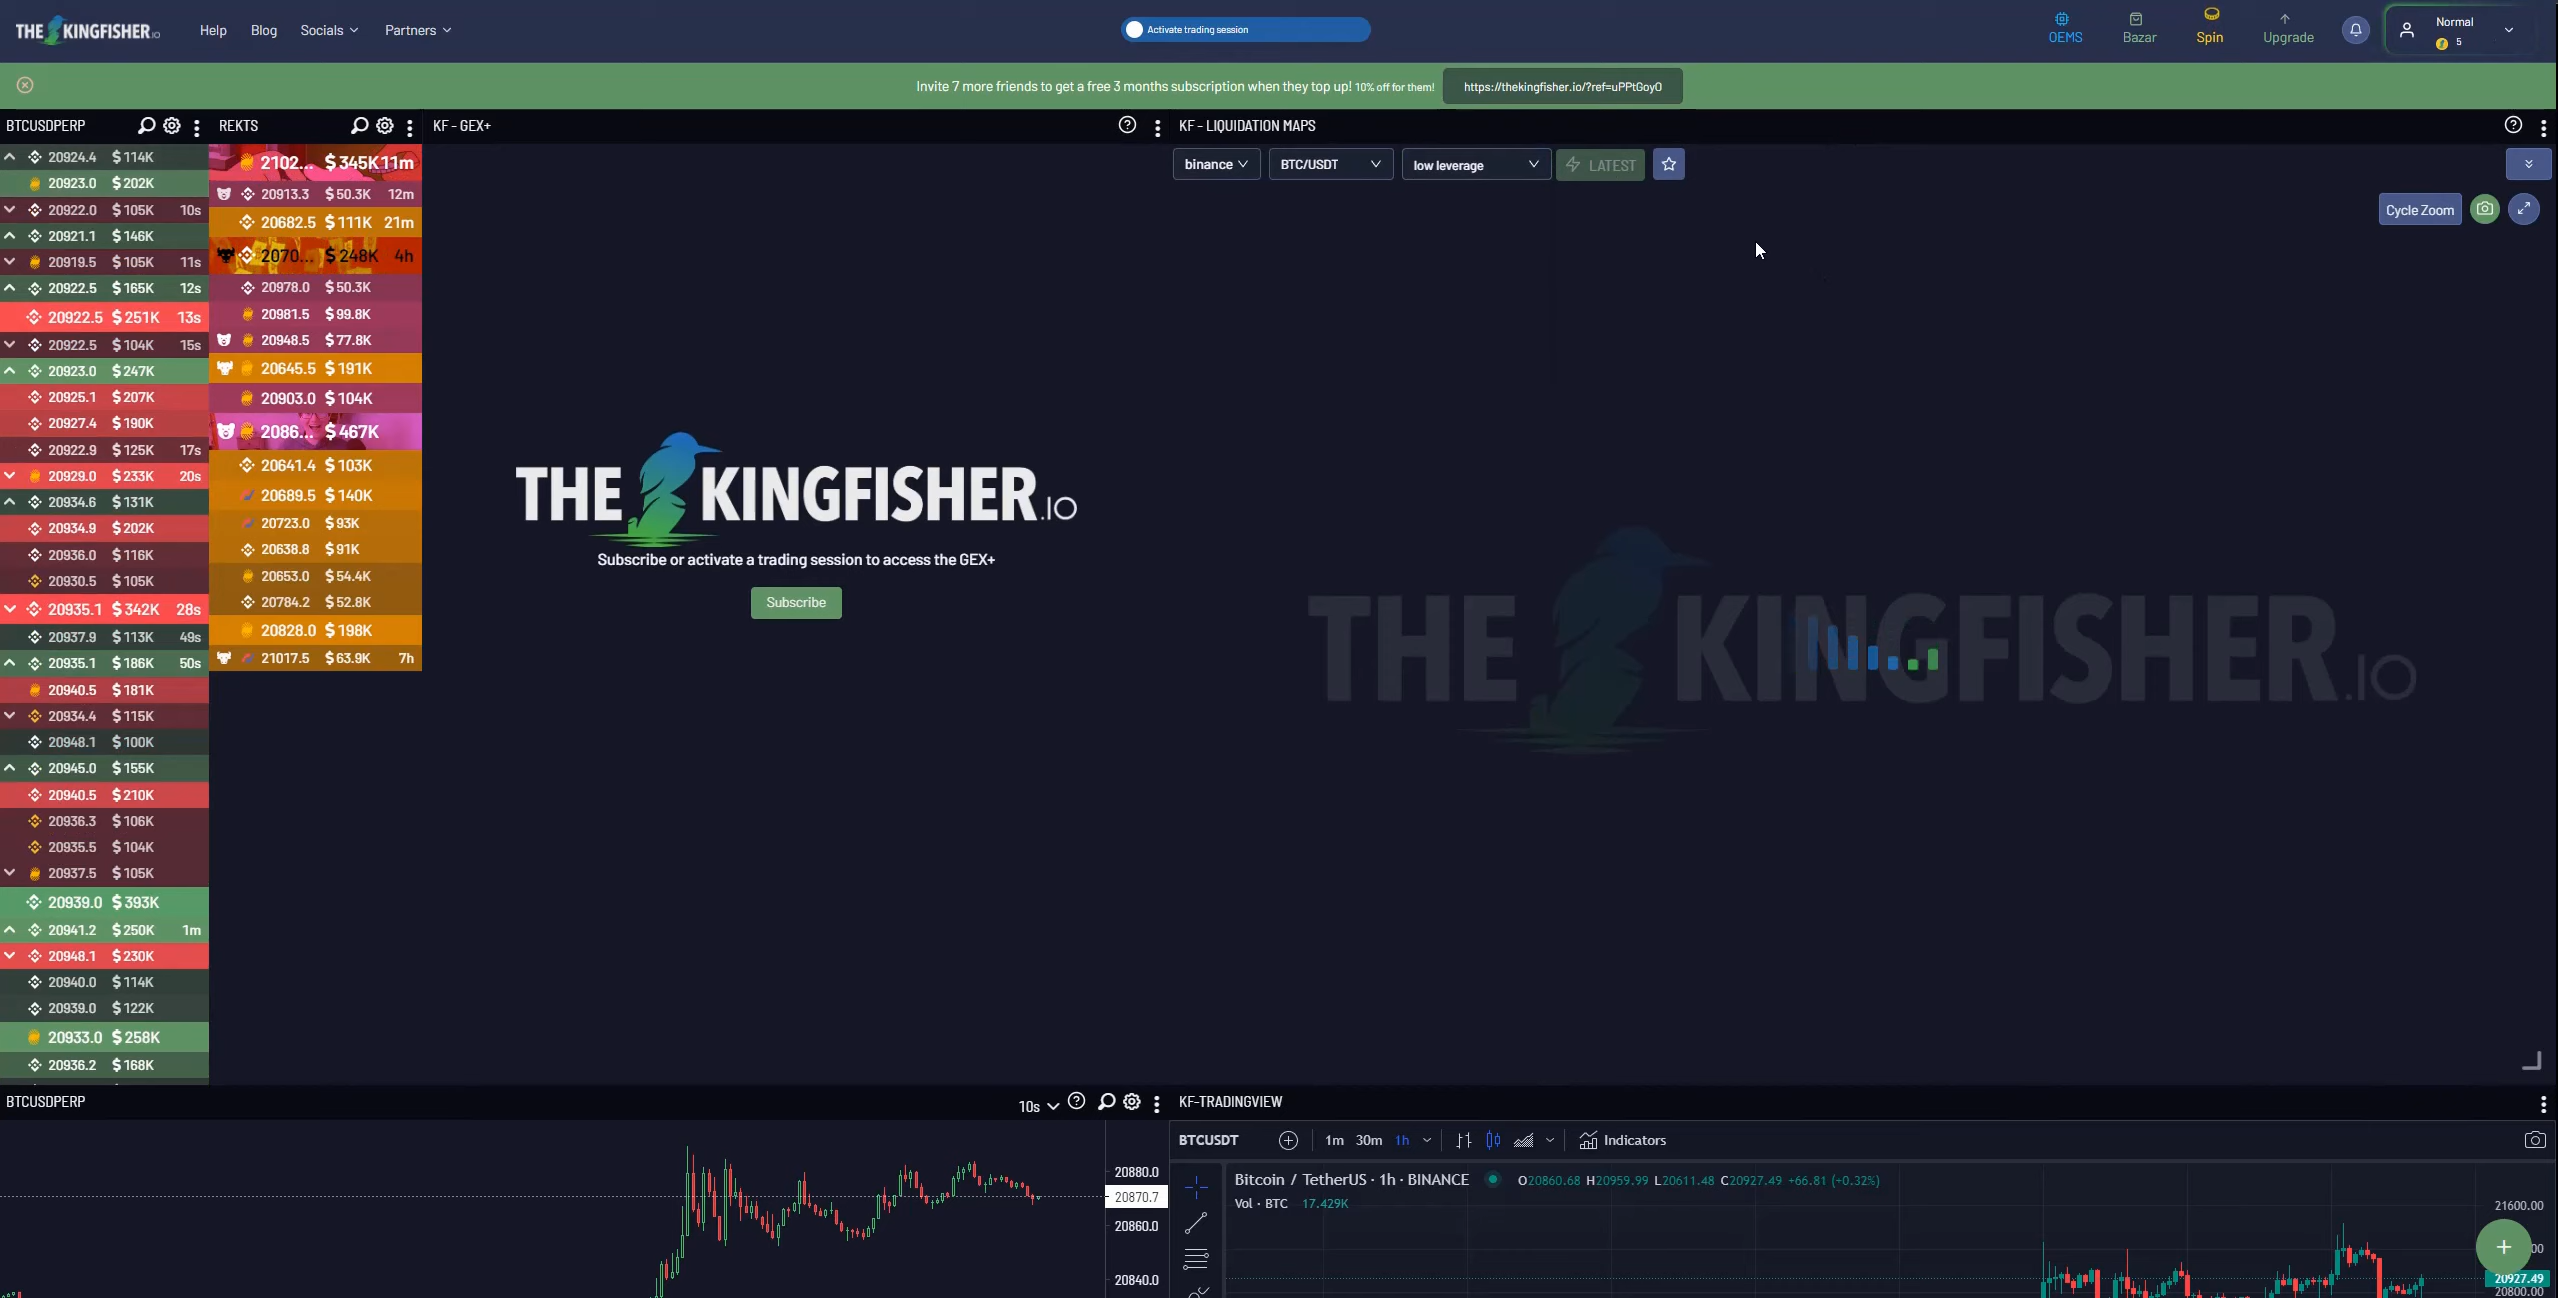 THE KINGFISHER.IO
Help Blog Socials Partners
Activate trading session
OEMS Bazar Spin Upgrade
Normal
5
Invite 7 more friends to get a free 3 months subscription when they top up! 10% off for them! https://thekingfisher.io/?ref=uPPtGoyO
BTCUSDPERP
20924.4 $114K
20923.0 $202K
20922.0 $105K 10s
20921.1 $146K
20919.5 $105K 11s
20922.5 $165K 12s
20922.5 $251K 13s
20922.5 $104K 15s
20923.0 $247K
20925.1 $207K
20927.4 $190K
20922.9 $125K 17s
20929.0 $233K 20s
20934.6 $131K
20934.9 $202K
20936.0 $116K
20930.5 $105K
20935.1 $342K 28s
20937.9 $113K 49s
20935.1 $186K 50s
20940.5 $181K
20934.4 $115K
20948.1 $100K
20945.0 $155K
20940.5 $210K
20936.3 $106K
20935.5 $104K
20937.5 $105K
20939.0 $393K
20941.2 $250K 1m
20948.1 $230K
20940.0 $114K
20939.0 $122K
20933.0 $258K
20936.2 $168K
REKTS
2102... $345K 11m
20913.3 $50.3K 12m
20682.5 $111K 21m
2070... $248K 4h
20978.0 $50.3K
20981.5 $99.8K
20948.5 $77.8K
20645.5 $191K
20903.0 $104K
2086... $467K
20641.4 $103K
20689.5 $140K
20723.0 $93K
20638.8 $91K
20653.0 $54.4K
20784.2 $52.8K
20828.0 $198K
21017.5 $63.9K 7h
KF - GEX+
THE KINGFISHER.IO
Subscribe or activate a trading session to access the GEX+
Subscribe
KF - LIQUIDATION MAPS
binance BTC/USDT low leverage LATEST
Cycle Zoom
THE KINGFISHER.IO
BTCUSDPERP
10s
20880.0
20870.7
20860.0
20840.0
KF-TRADINGVIEW
BTCUSDT 1m 30m 1h Indicators
Bitcoin / TetherUS · 1h · BINANCE O20860.68 H20959.99 L20611.48 C20927.49 +66.81 (+0.32%)
Vol · BTC 17.429K
21600.00
20927.49
20800.00